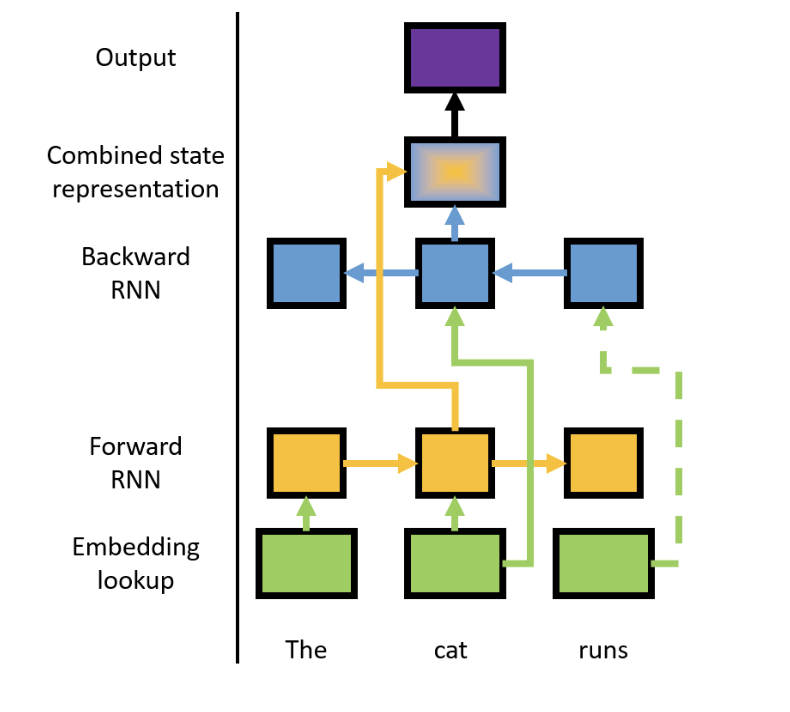 Output
Combined state
representation
Backward
RNN
Forward
RNN
Embedding
lookup
The cat runs